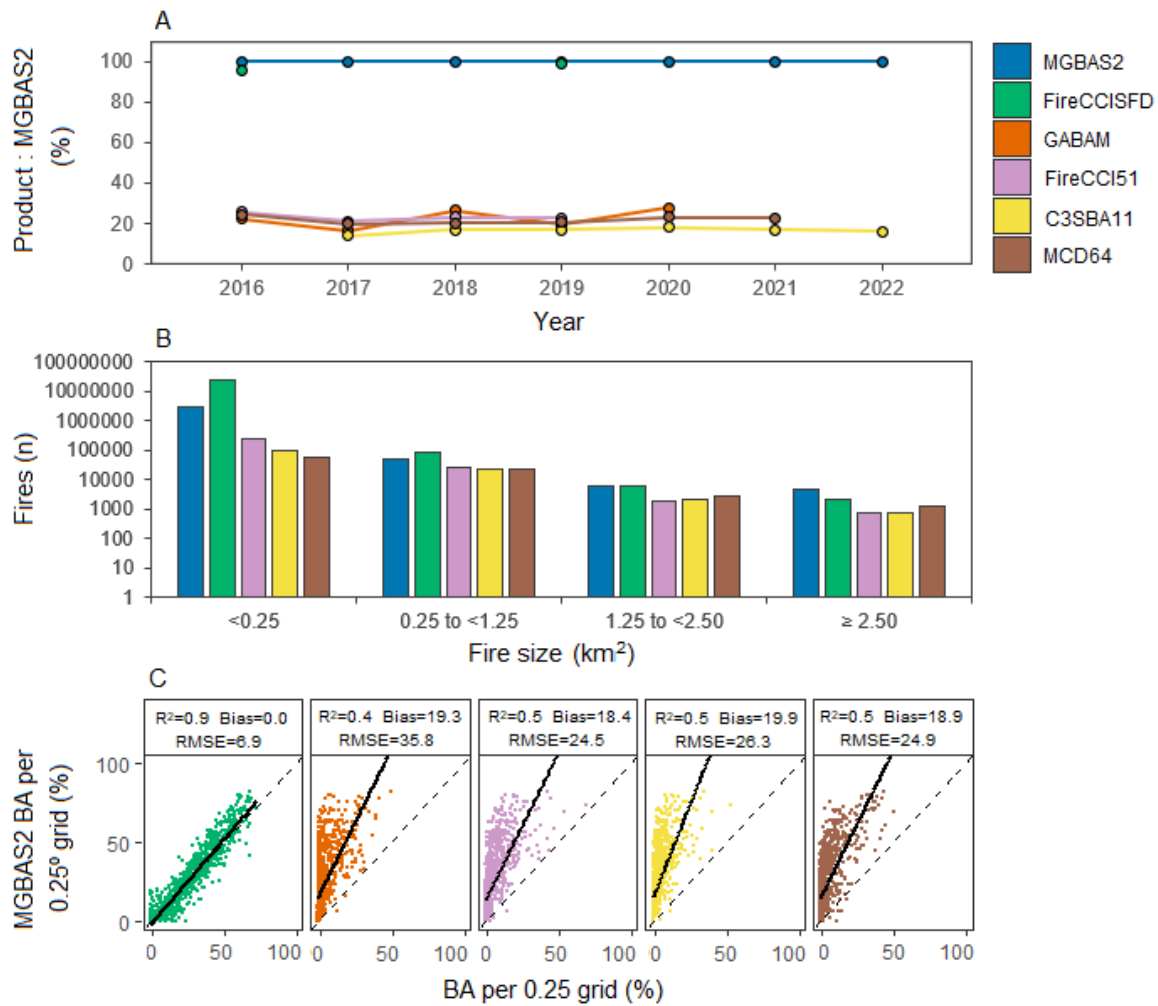 A
Product : MGBAS2
(%)
100
80
60
40
20
0
2016 2017 2018 2019 2020 2021 2022
Year
MGBAS2
FireCCISFD
GABAM
FireCCI51
C3SBA11
MCD64
B
Fires (n)
100000000
10000000
1000000
100000
10000
1000
100
10
1
<0.25 0.25 to <1.25 1.25 to <2.50 ≥ 2.50
Fire size (km²)
C
R²=0.9 Bias=0.0
RMSE=6.9
R²=0.4 Bias=19.3
RMSE=35.8
R²=0.5 Bias=18.4
RMSE=24.5
R²=0.5 Bias=19.9
RMSE=26.3
R²=0.5 Bias=18.9
RMSE=24.9
MGBAS2 BA per
0.25º grid (%)
100
50
0
0 50 100 0 50 100 0 50 100 0 50 100 0 50 100
BA per 0.25 grid (%)